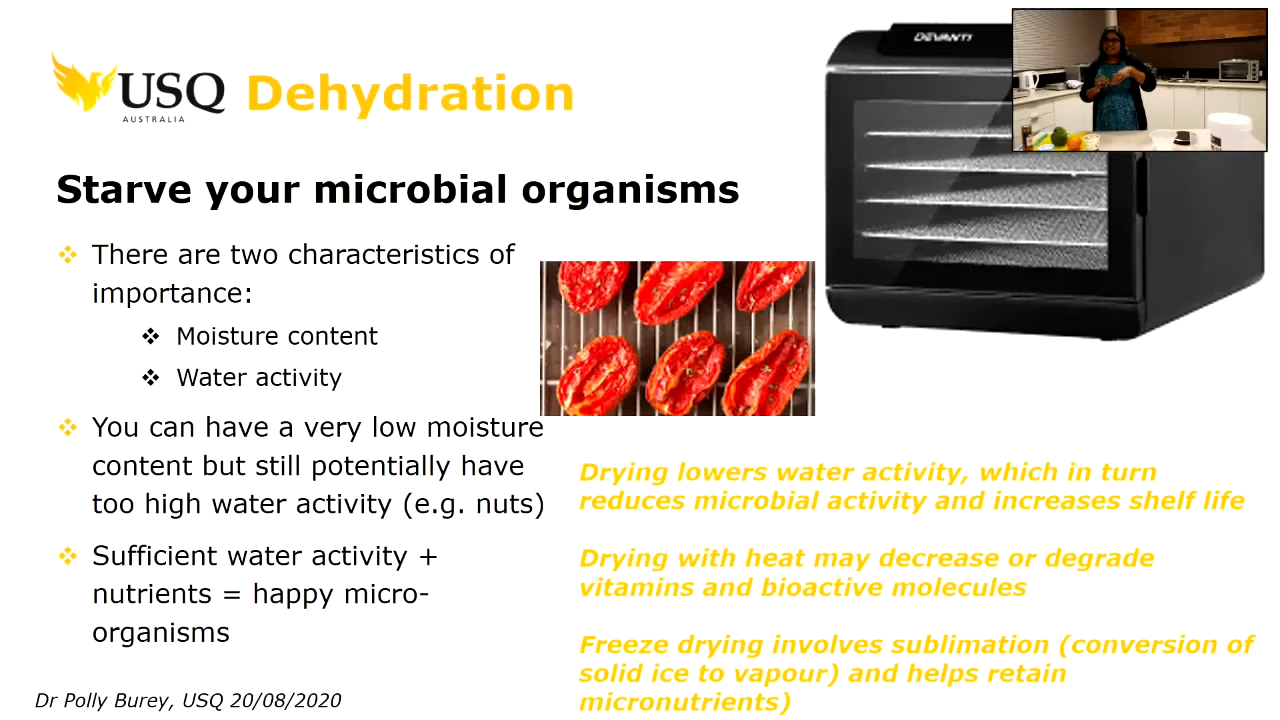 USQ
AUSTRALIA
Dehydration
DEVANTI
Starve your microbial organisms
There are two characteristics of
importance:
Moisture content
Water activity
You can have a very low moisture
content but still potentially have
too high water activity (e.g. nuts)
Sufficient water activity +
nutrients = happy micro-
organisms
Drying lowers water activity, which in turn
reduces microbial activity and increases shelf life
Drying with heat may decrease or degrade
vitamins and bioactive molecules
Freeze drying involves sublimation (conversion of
solid ice to vapour) and helps retain
micronutrients)
Dr Polly Burey, USQ 20/08/2020